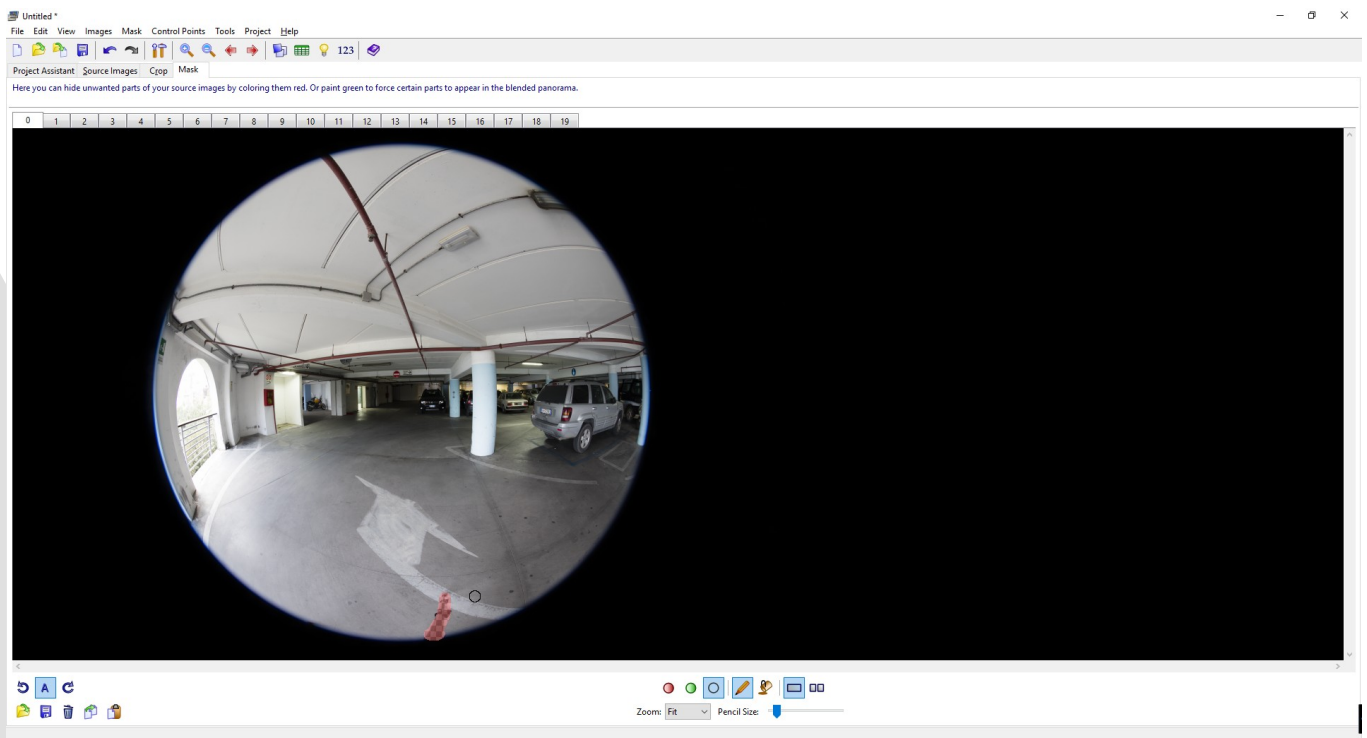 Untitled *
File Edit View Images Mask Control Points Tools Project Help
123
Project Assistant Source Images Crop Mask
Here you can hide unwanted parts of your source images by coloring them red. Or paint green to force certain parts to appear in the blended panorama.
0 1 2 3 4 5 6 7 8 9 10 11 12 13 14 15 16 17 18 19
A
Zoom: Fit Pencil Size: